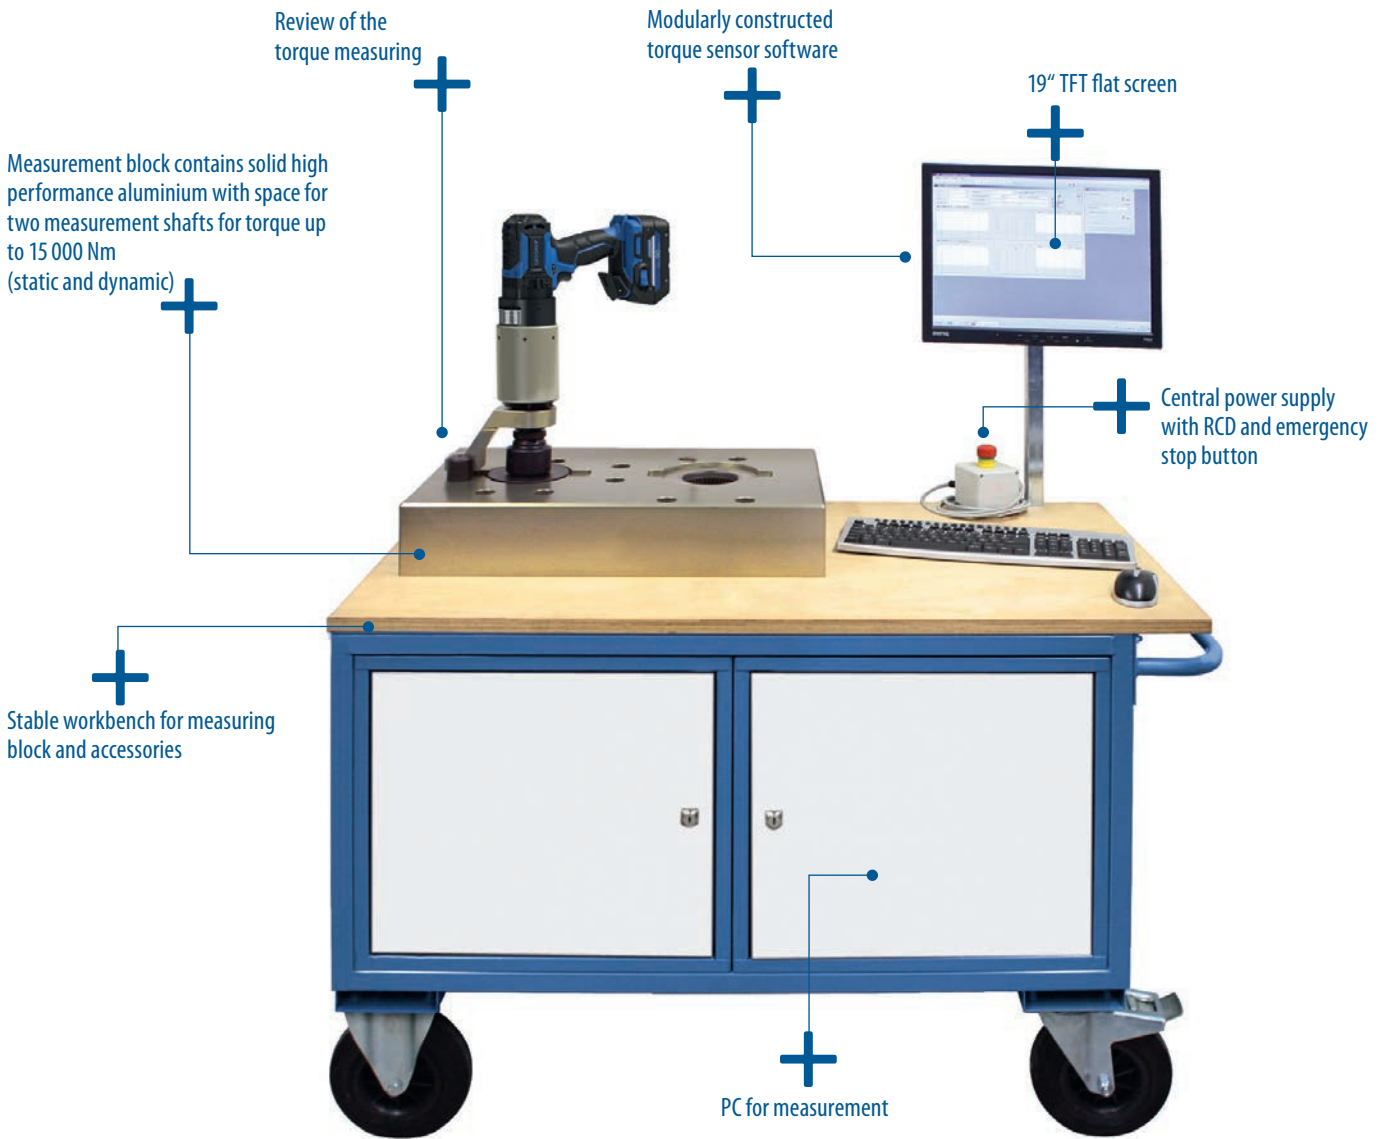 Review of the
torque measuring
Modularly constructed
torque sensor software
19“ TFT flat screen
Measurement block contains solid high
performance aluminium with space for
two measurement shafts for torque up
to 15 000 Nm
(static and dynamic)
Central power supply
with RCD and emergency
stop button
Stable workbench for measuring
block and accessories
PC for measurement